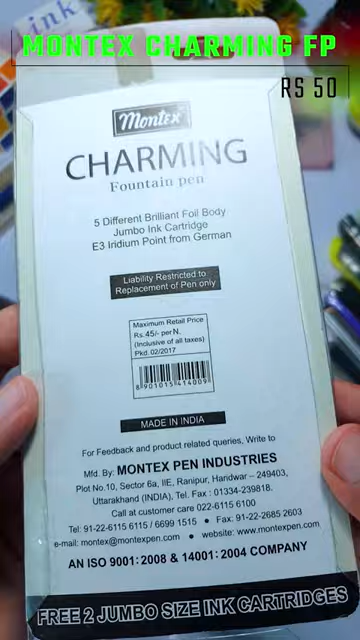 ink
MONTEX CHARMING FP
RS 50
Montex
CHARMING
Fountain pen
5 Different Brilliant Foil Body
Jumbo Ink Cartridge
E3 Iridium Point from German
Liability Restricted to
Replacement of Pen only
Maximum Retail Price
Rs.45/- per N.
(Inclusive of all taxes)
Pkd. 02/2017
8901015414009
MADE IN INDIA
For Feedback and product related queries, Write to
Mfd. By: MONTEX PEN INDUSTRIES
Plot No.10, Sector 6a, IIE, Ranipur, Handwar – 249403,
Uttarakhand (INDIA), Tel. Fax : 01334-239818.
Call at customer care 022-6115 6100
Tel: 91-22-6115 6115 / 6699 1515 ● Fax: 91-22-2685 2603
e-mail: montex@montexpen.com ● website: www.montexpen.com
AN ISO 9001:2008 & 14001:2004 COMPANY
FREE 2 JUMBO SIZE INK CARTRIDGES